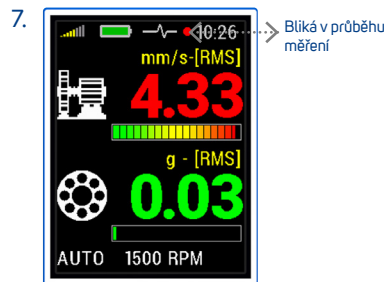 7.
10:26
Bliká v průběhu
měření
mm/s-[RMS]
4.33
g - [RMS]
0.03
AUTO 1500 RPM